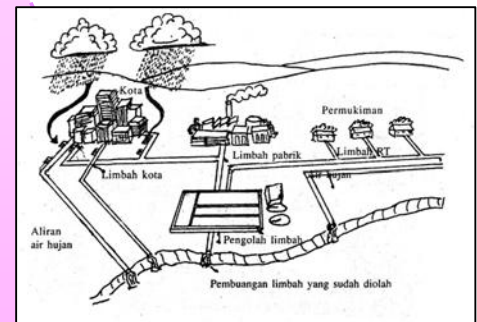 Kota
Permukiman
Limbah pabrik
Limbah RT
Limbah kota
air hujan
Aliran
air hujan
Pengolah limbah
Pembuangan limbah yang sudah diolah